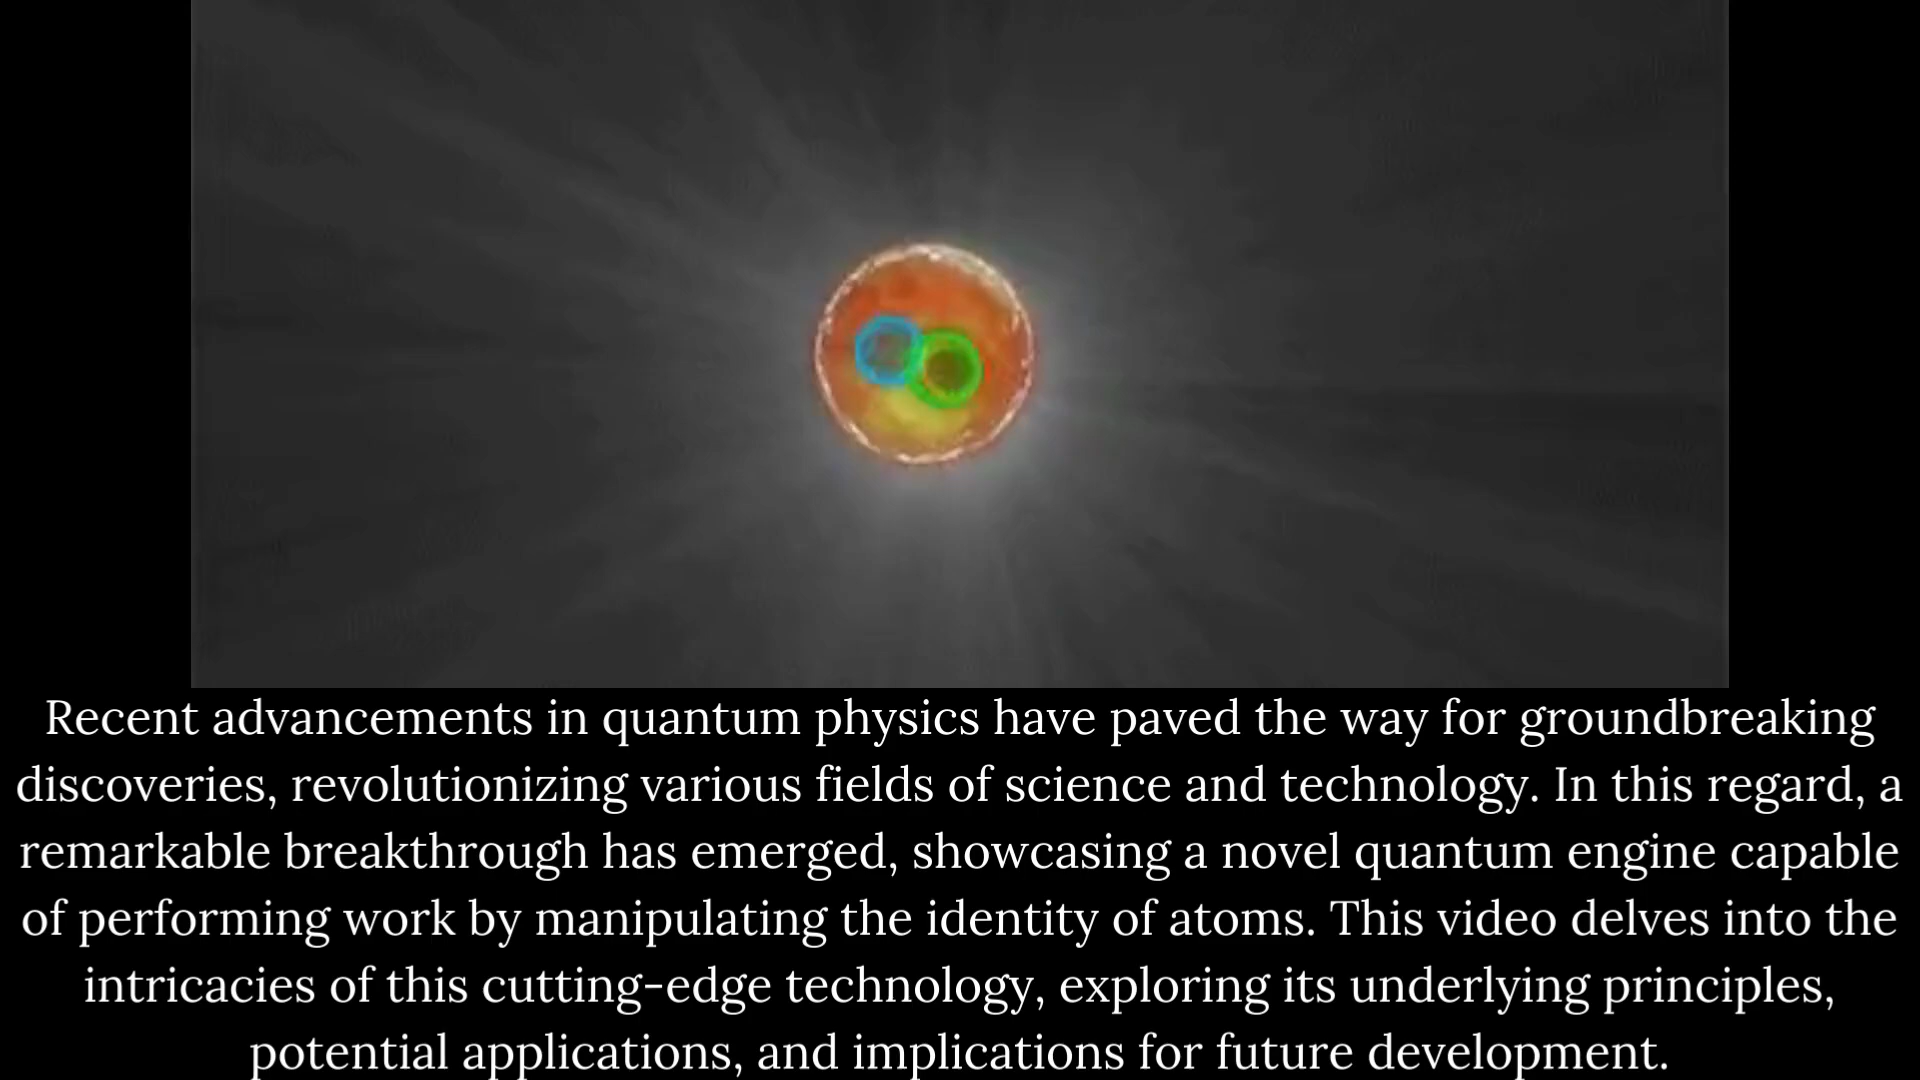 Recent advancements in quantum physics have paved the way for groundbreaking
discoveries, revolutionizing various fields of science and technology. In this regard, a
remarkable breakthrough has emerged, showcasing a novel quantum engine capable
of performing work by manipulating the identity of atoms. This video delves into the
intricacies of this cutting-edge technology, exploring its underlying principles,
potential applications, and implications for future development.